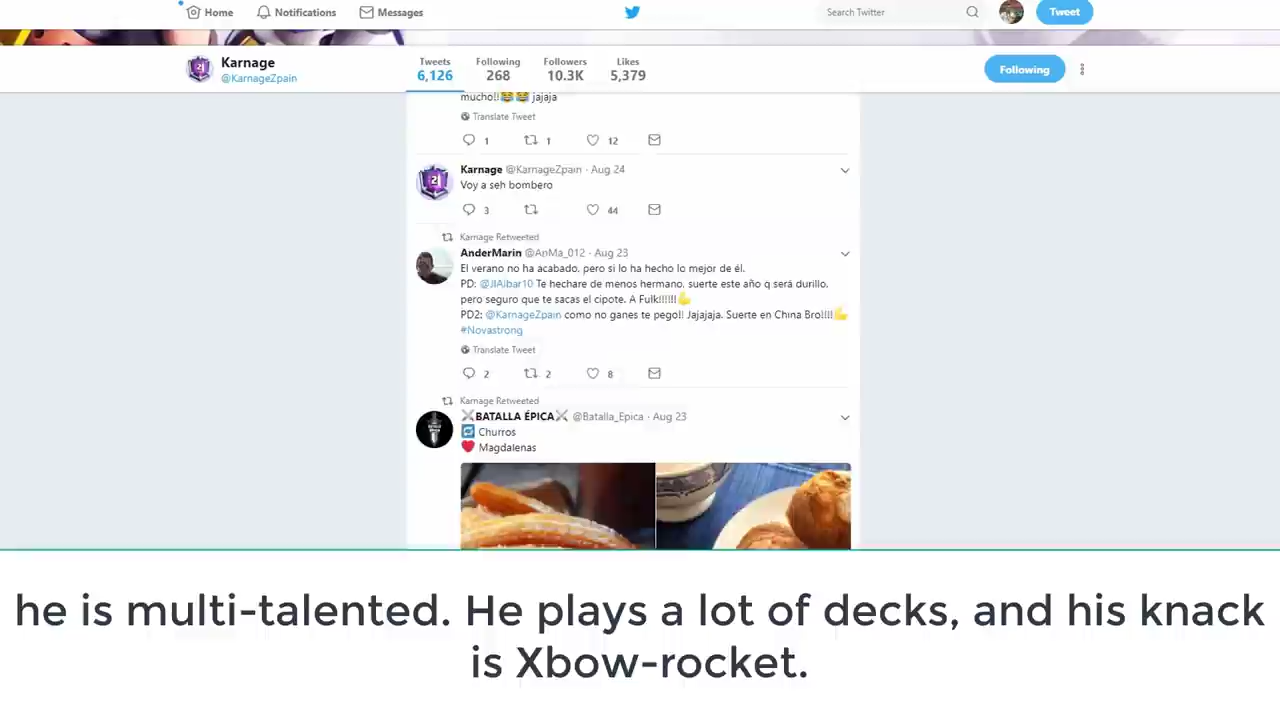 Home
Notifications
Messages
Search Twitter
Tweet
Karnage
@KarnageZpain
Tweets
6,126
Following
268
Followers
10.3K
Likes
5,379
Following
mucho!!😂😂 jajaja
Translate Tweet
1 1 12
Karnage @KarnageZpain · Aug 24
Voy a seh bombero
3 44
Karnage Retweeted
AnderMarin @AnMa_012 · Aug 23
El verano no ha acabado, pero si lo ha hecho lo mejor de él.
PD: @JIAlbar10 Te hechare de menos hermano, suerte este año q será durillo,
pero seguro que te sacas el cipote. A Fulk!!!!!!💪
PD2: @KarnageZpain como no ganes te pego!! Jajajaja. Suerte en China Bro!!!!💪
#Novastrong
Translate Tweet
2 2 8
Karnage Retweeted
⚔BATALLA ÉPICA⚔ @Batalla_Epica · Aug 23
🔁 Churros
❤ Magdalenas
he is multi-talented. He plays a lot of decks, and his knack
is Xbow-rocket.